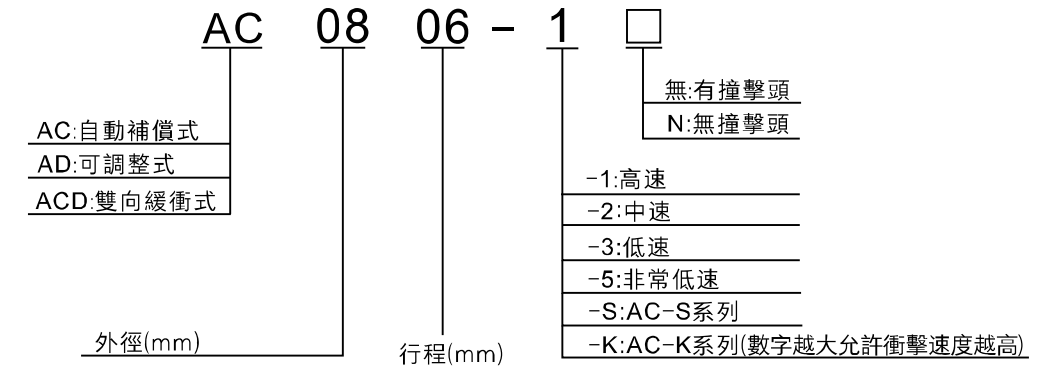 AC 08 06 - 1 □
無:有撞擊頭
N:無撞擊頭
AC:自動補償式
AD:可調整式
ACD:雙向緩衝式
-1:高速
-2:中速
-3:低速
-5:非常低速
-S:AC-S系列
-K:AC-K系列(數字越大允許衝擊速度越高)
外徑(mm)
行程(mm)